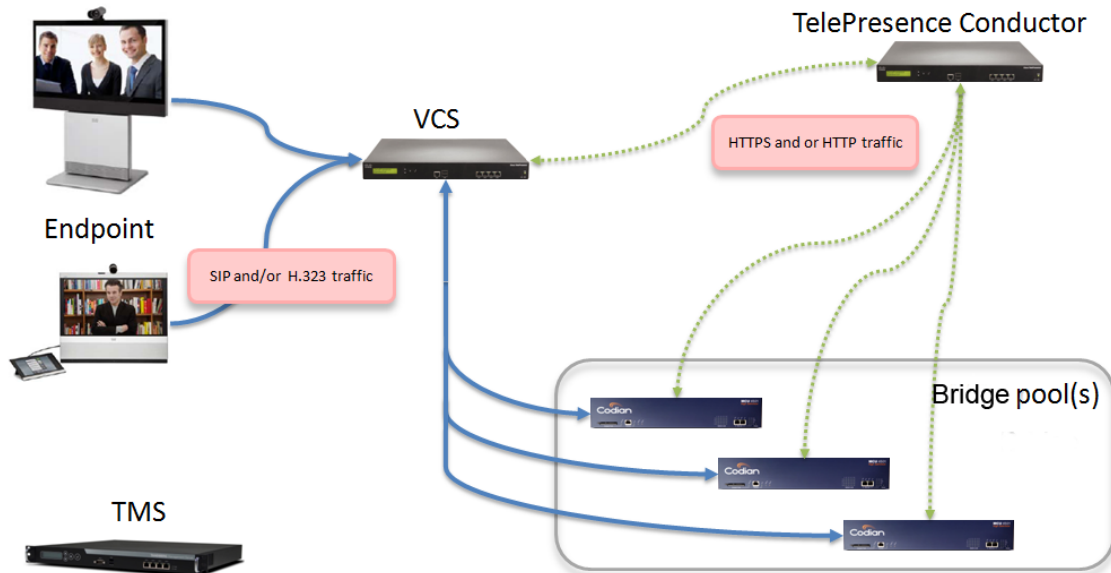 TelePresence Conductor
VCS
HTTPS and or HTTP traffic
Endpoint
SIP and/or H.323 traffic
Bridge pool(s)
Codian
Codian
Codian
TMS